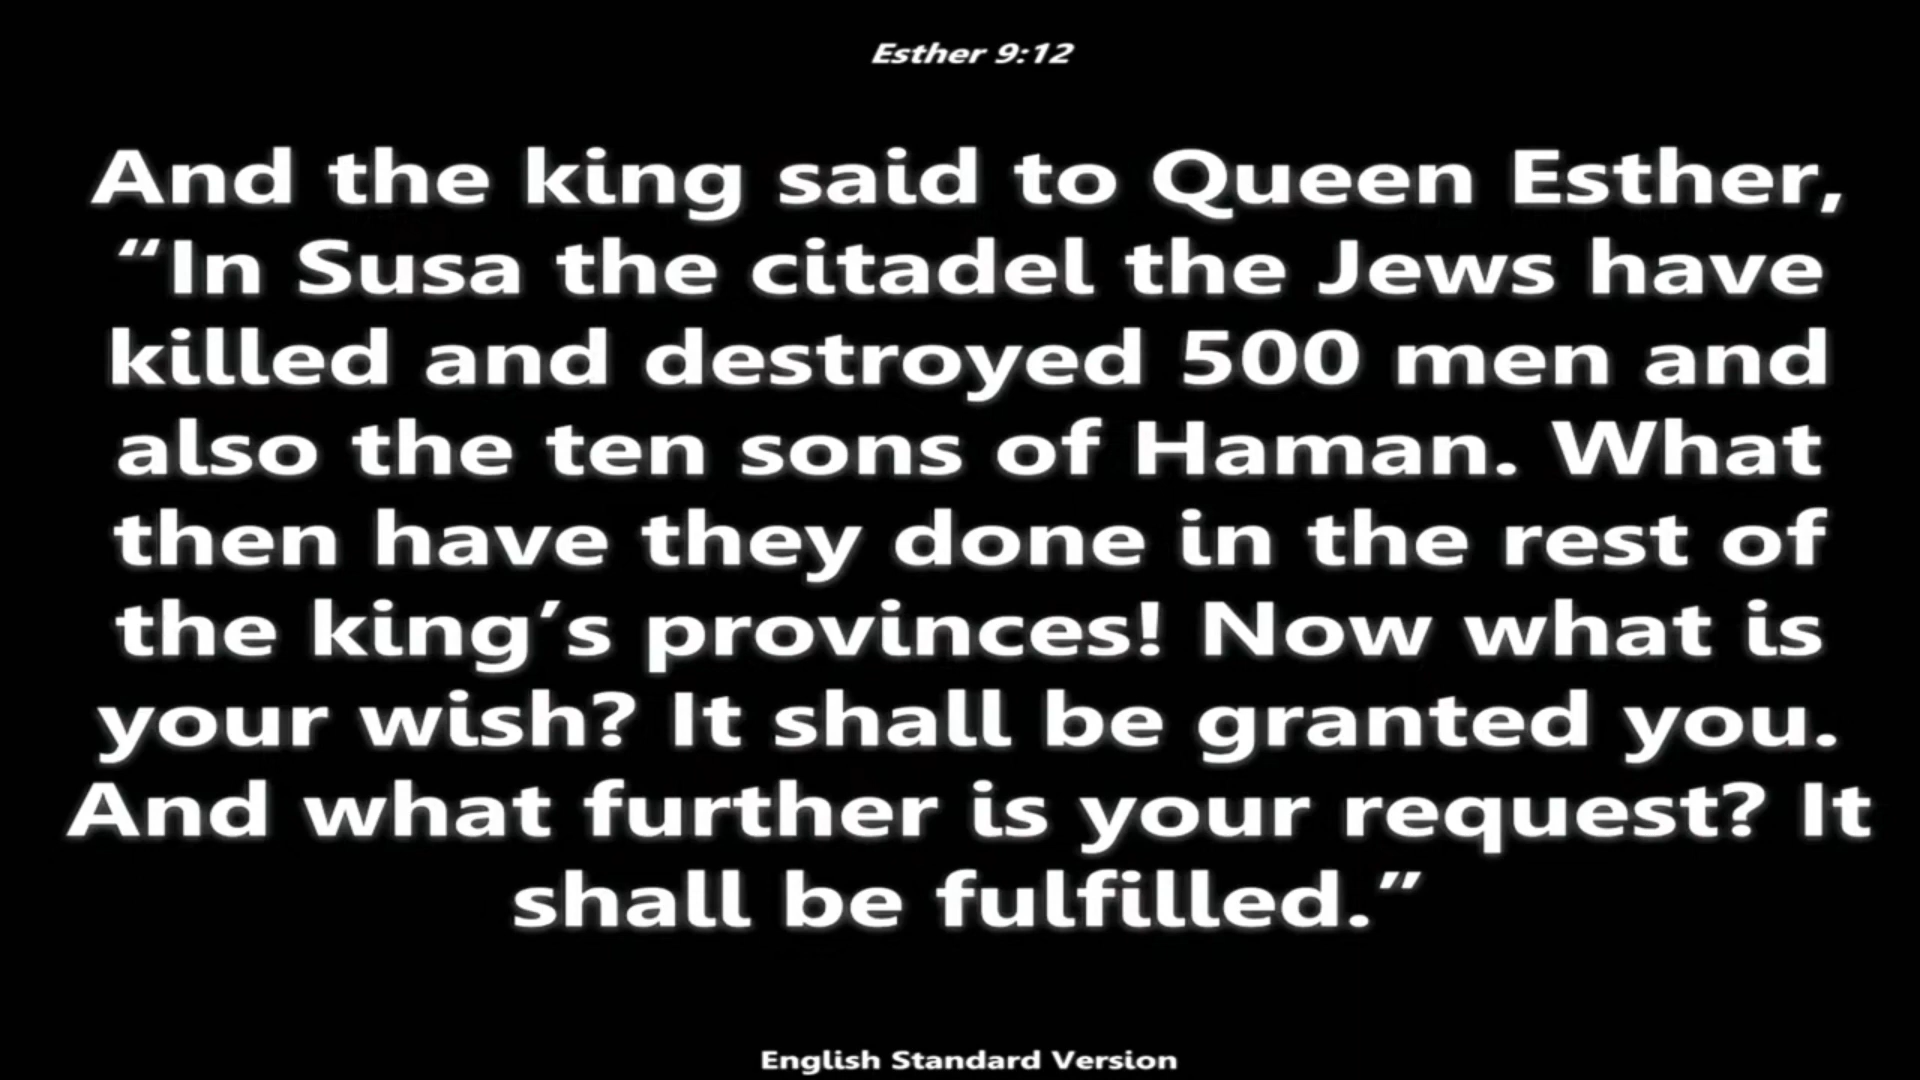 Esther 9:12
And the king said to Queen Esther,
“In Susa the citadel the Jews have
killed and destroyed 500 men and
also the ten sons of Haman. What
then have they done in the rest of
the king’s provinces! Now what is
your wish? It shall be granted you.
And what further is your request? It
shall be fulfilled.”
English Standard Version